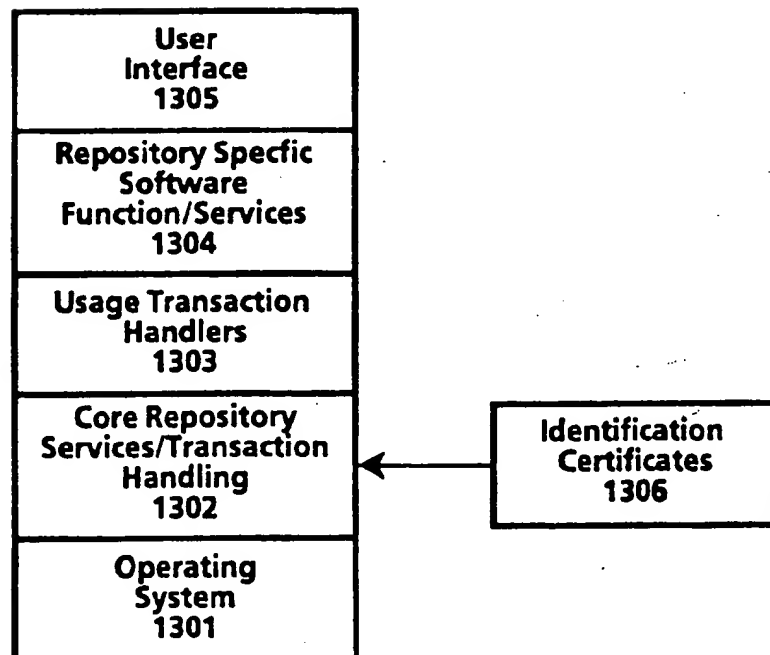 User
Interface
1305
Repository Specfic
Software
Function/Services
1304
Usage Transaction
Handlers
1303
Core Repository
Services/Transaction
Handling
1302
Identification
Certificates
1306
Operating
System
1301